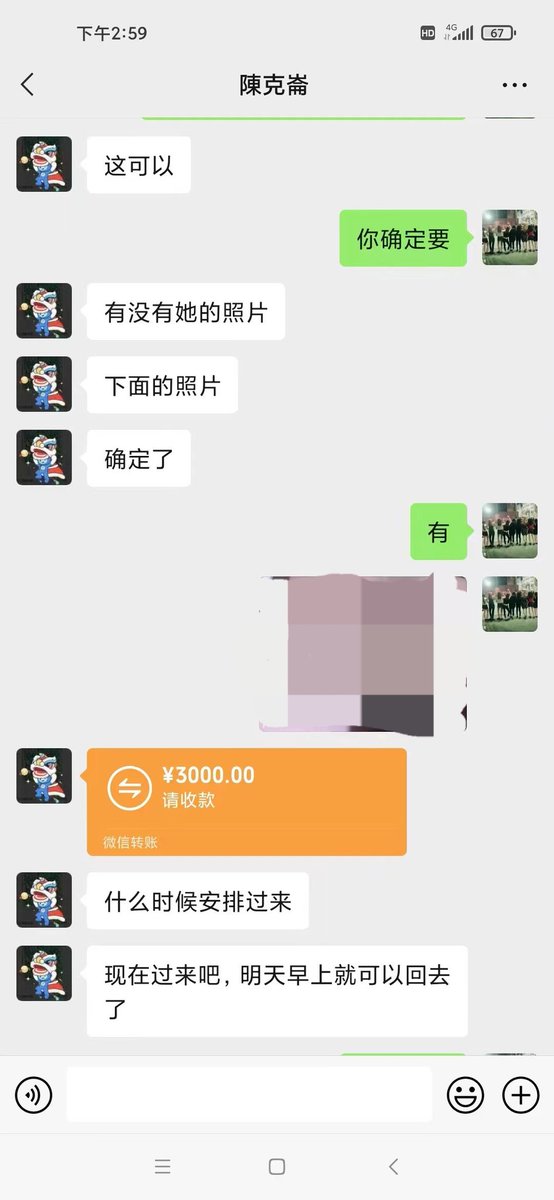 下午2:59
HD
4G
67
陳克崙
这可以
你确定要
有没有她的照片
下面的照片
确定了
有
¥3000.00
请收款
微信转账
什么时候安排过来
现在过来吧，明天早上就可以回去
了